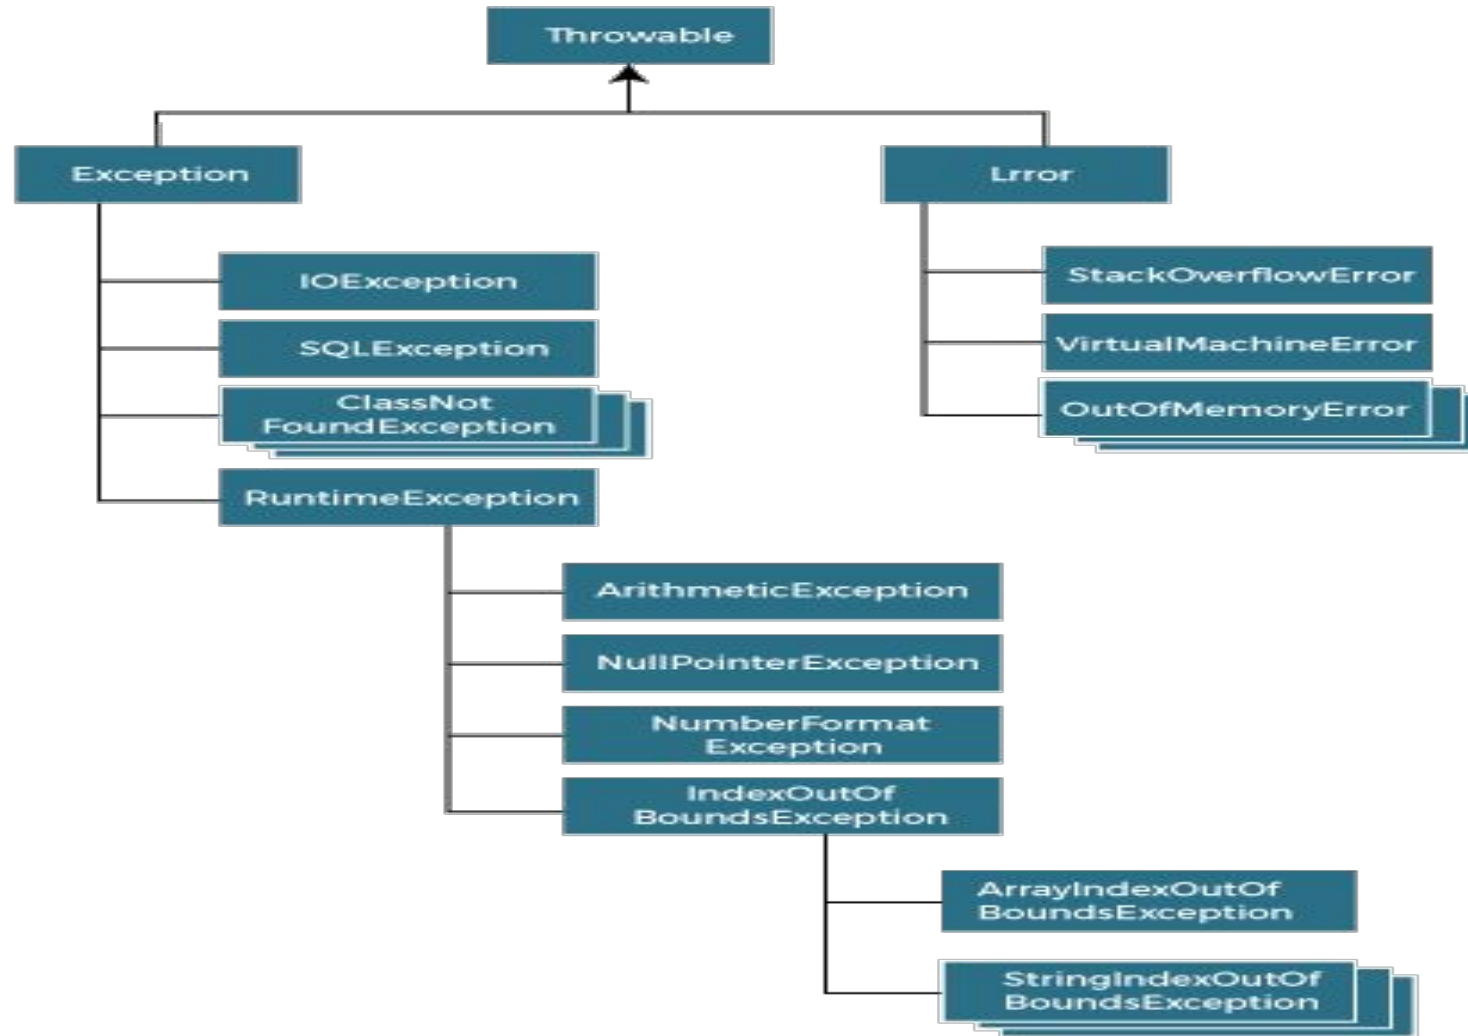 Throwable
Exception
Lrror
IOException
StackOverflowError
SQLException
VirtualMachineError
ClassNot
FoundException
OutOfMemoryError
RuntimeException
ArithmeticException
NullPointerException
NumberFormat
Exception
IndexOutOf
BoundsException
ArrayIndexOutOf
BoundsException
StringIndexOutOf
BoundsException